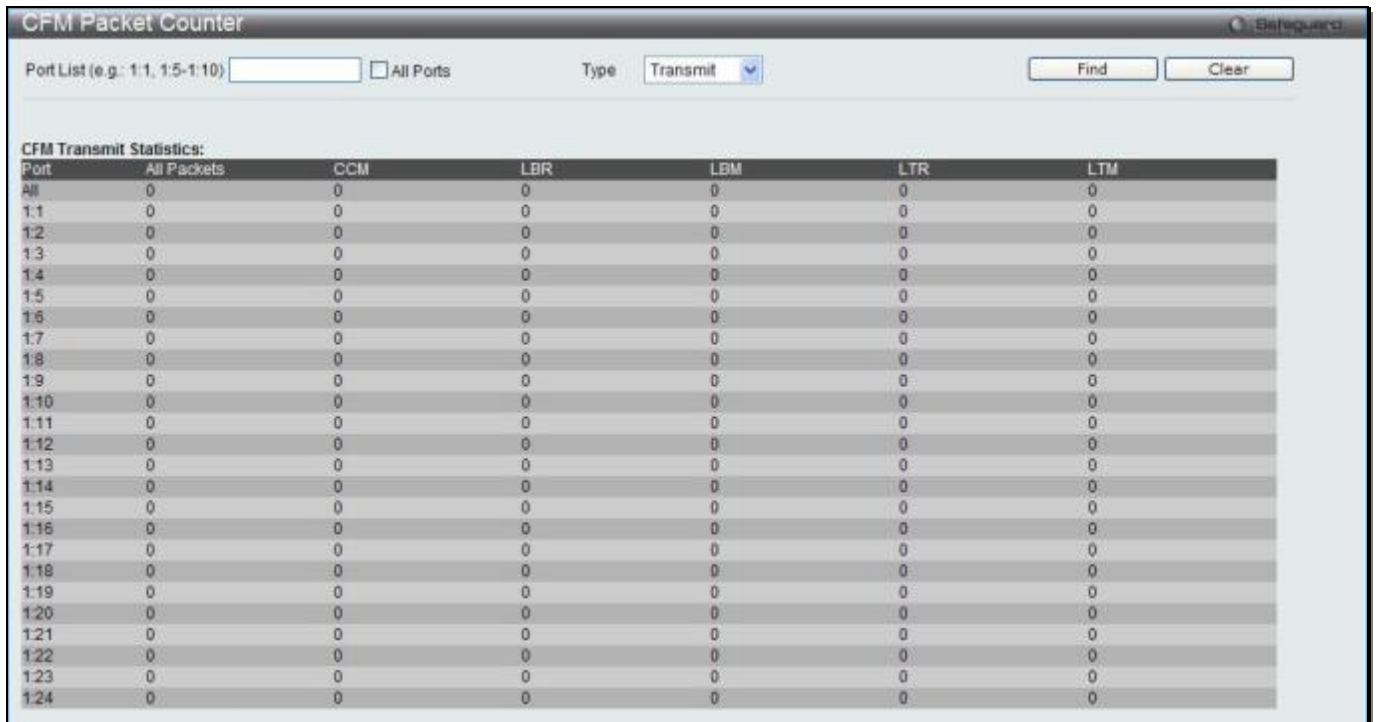 CFM Packet Counter
Safeguard
Port List (e.g.: 1:1, 1:5-1:10) All Ports Type Transmit Find Clear
CFM Transmit Statistics:
Port All Packets CCM LBR LBM LTR LTM
All 0 0 0 0 0 0
1:1 0 0 0 0 0 0
1:2 0 0 0 0 0 0
1:3 0 0 0 0 0 0
1:4 0 0 0 0 0 0
1:5 0 0 0 0 0 0
1:6 0 0 0 0 0 0
1:7 0 0 0 0 0 0
1:8 0 0 0 0 0 0
1:9 0 0 0 0 0 0
1:10 0 0 0 0 0 0
1:11 0 0 0 0 0 0
1:12 0 0 0 0 0 0
1:13 0 0 0 0 0 0
1:14 0 0 0 0 0 0
1:15 0 0 0 0 0 0
1:16 0 0 0 0 0 0
1:17 0 0 0 0 0 0
1:18 0 0 0 0 0 0
1:19 0 0 0 0 0 0
1:20 0 0 0 0 0 0
1:21 0 0 0 0 0 0
1:22 0 0 0 0 0 0
1:23 0 0 0 0 0 0
1:24 0 0 0 0 0 0